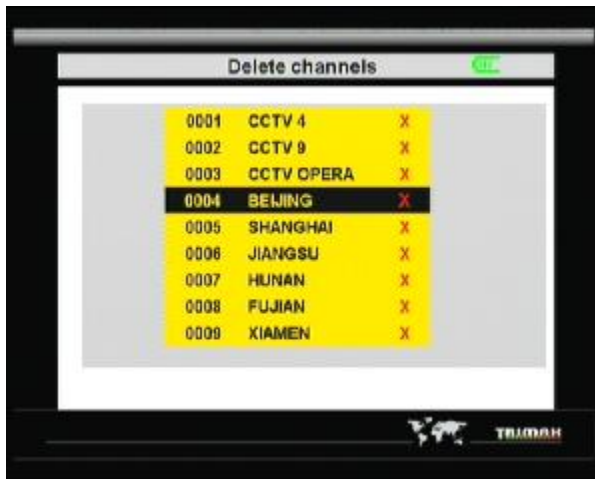 Delete channels
0001 CCTV 4 X
0002 CCTV 9 X
0003 CCTV OPERA X
0004 BEIJING X
0005 SHANGHAI X
0006 JIANGSU X
0007 HUNAN X
0008 FUJIAN X
0009 XIAMEN X
TRIMAX